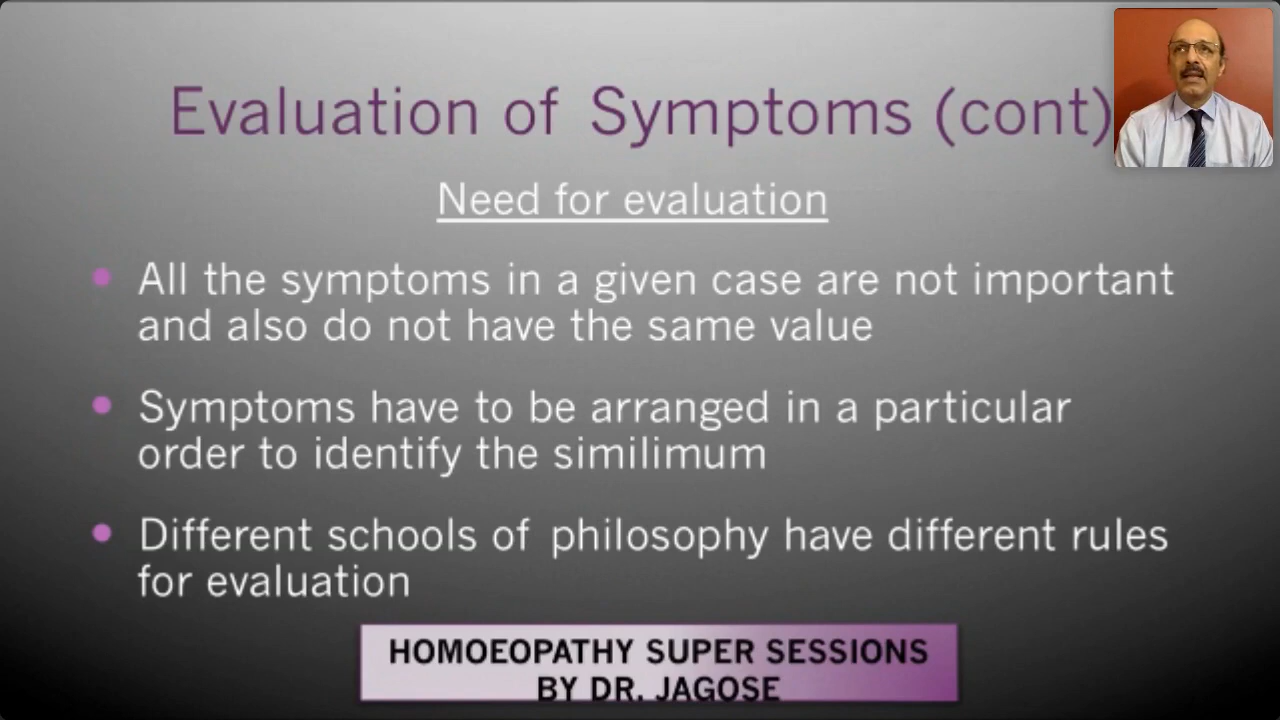 Evaluation of Symptoms (cont)
Need for evaluation
All the symptoms in a given case are not important
and also do not have the same value
Symptoms have to be arranged in a particular
order to identify the similimum
Different schools of philosophy have different rules
for evaluation
HOMOEOPATHY SUPER SESSIONS
BY DR. JAGOSE